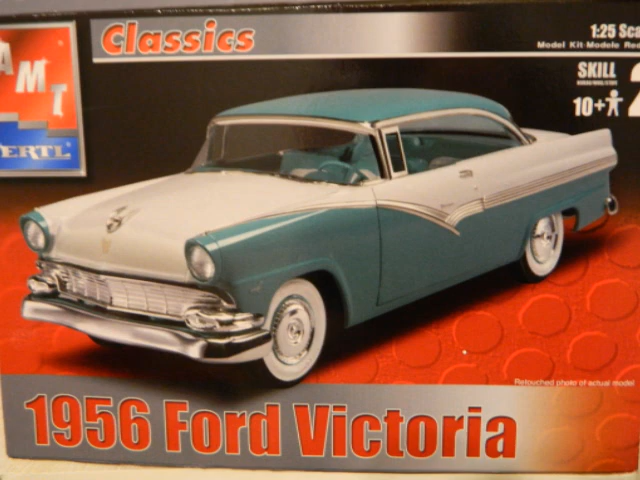 Classics
1:25 Sca
Model Kit·Modele Red
AMT
ERTL
SKILL
2
10+
Retouched photo of actual model
1956 Ford Victoria